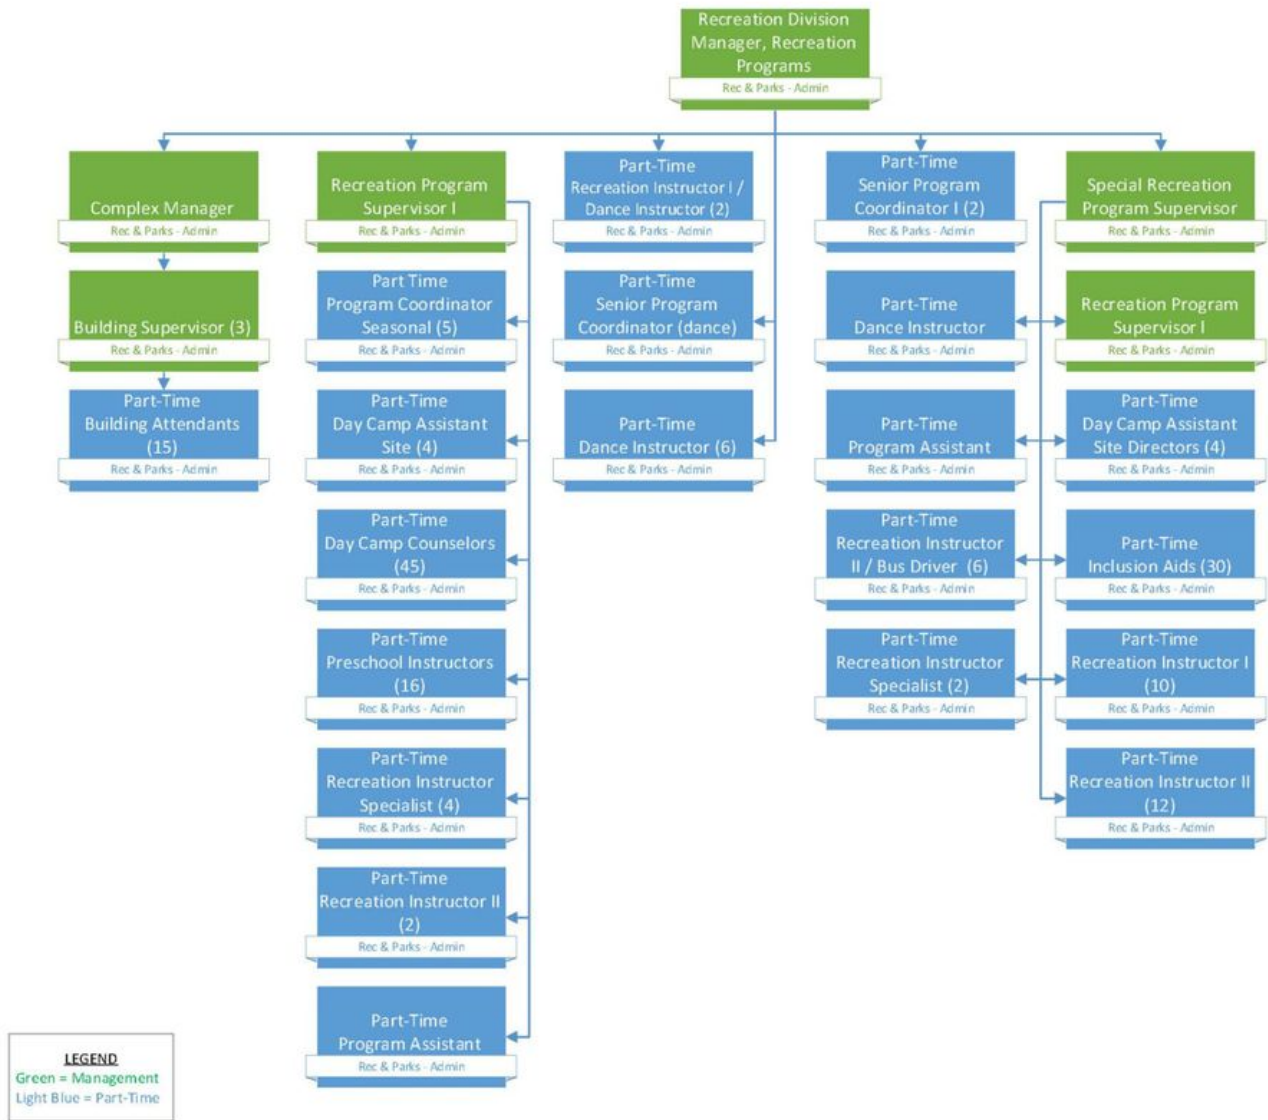 Recreation Division
Manager, Recreation
Programs
Rec & Parks - Admin
Complex Manager
Rec & Parks - Admin
Building Supervisor (3)
Rec & Parks - Admin
Part-Time
Building Attendants
(15)
Rec & Parks - Admin
Recreation Program
Supervisor I
Rec & Parks - Admin
Part Time
Program Coordinator
Seasonal (5)
Rec & Parks - Admin
Part-Time
Day Camp Assistant
Site (4)
Rec & Parks - Admin
Part-Time
Day Camp Counselors
(45)
Rec & Parks - Admin
Part-Time
Preschool Instructors
(16)
Rec & Parks - Admin
Part-Time
Recreation Instructor
Specialist (4)
Rec & Parks - Admin
Part-Time
Recreation Instructor II
(2)
Rec & Parks - Admin
Part-Time
Program Assistant
Rec & Parks - Admin
Part-Time
Recreation Instructor I /
Dance Instructor (2)
Rec & Parks - Admin
Part-Time
Senior Program
Coordinator (dance)
Rec & Parks - Admin
Part-Time
Dance Instructor (6)
Rec & Parks - Admin
Part-Time
Senior Program
Coordinator I (2)
Rec & Parks - Admin
Part-Time
Dance Instructor
Rec & Parks - Admin
Part-Time
Program Assistant
Rec & Parks - Admin
Part-Time
Recreation Instructor
II / Bus Driver (6)
Rec & Parks - Admin
Part-Time
Recreation Instructor
Specialist (2)
Rec & Parks - Admin
Special Recreation
Program Supervisor
Rec & Parks - Admin
Recreation Program
Supervisor I
Rec & Parks - Admin
Part-Time
Day Camp Assistant
Site Directors (4)
Rec & Parks - Admin
Part-Time
Inclusion Aids (30)
Rec & Parks - Admin
Part-Time
Recreation Instructor I
(10)
Rec & Parks - Admin
Part-Time
Recreation Instructor II
(12)
Rec & Parks - Admin
LEGEND
Green = Management
Light Blue = Part-Time